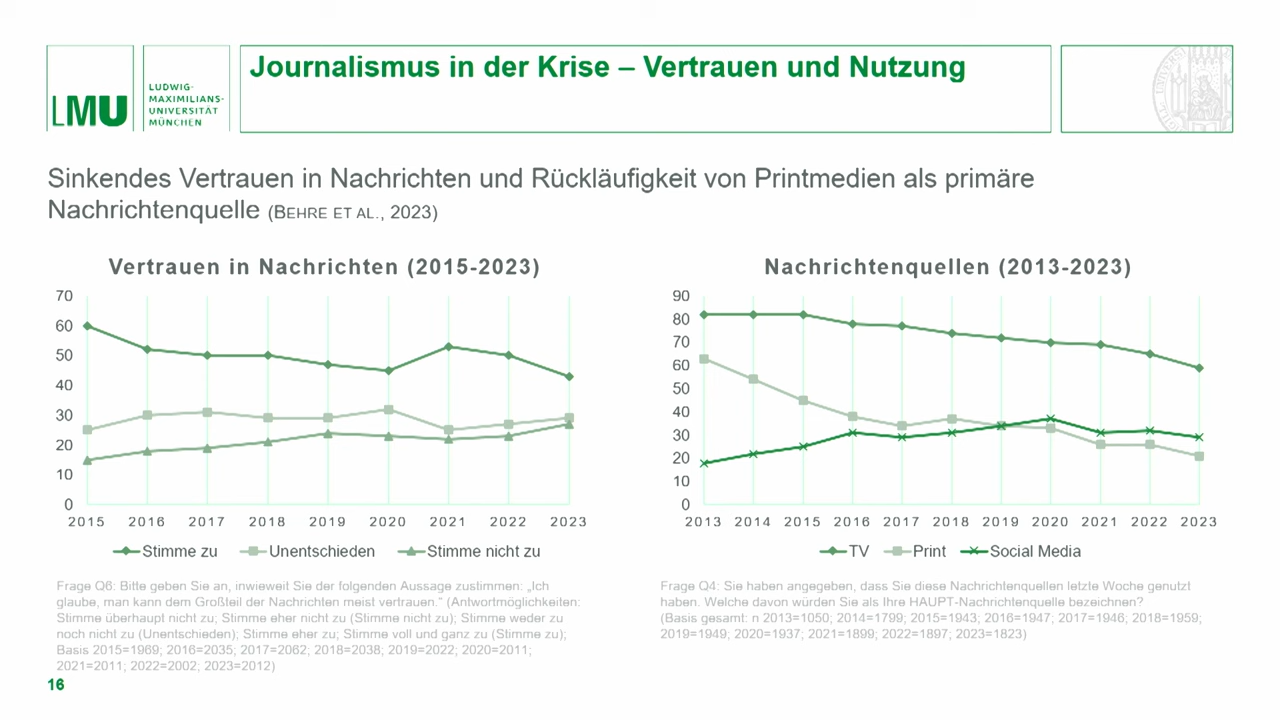 LMU
LUDWIG-
MAXIMILIANS-
UNIVERSITÄT
MÜNCHEN
Journalismus in der Krise – Vertrauen und Nutzung
Sinkendes Vertrauen in Nachrichten und Rückläufigkeit von Printmedien als primäre
Nachrichtenquelle (BEHRE ET AL., 2023)
Vertrauen in Nachrichten (2015-2023)
70
60
50
40
30
20
10
0
2015 2016 2017 2018 2019 2020 2021 2022 2023
Stimme zu Unentschieden Stimme nicht zu
Frage Q6: Bitte geben Sie an, inwieweit Sie der folgenden Aussage zustimmen: „Ich
glaube, man kann dem Großteil der Nachrichten meist vertrauen.“ (Antwortmöglichkeiten:
Stimme überhaupt nicht zu; Stimme eher nicht zu (Stimme nicht zu); Stimme weder zu
noch nicht zu (Unentschieden); Stimme eher zu; Stimme voll und ganz zu (Stimme zu);
Basis 2015=1969; 2016=2035; 2017=2062; 2018=2038; 2019=2022; 2020=2011;
2021=2011; 2022=2002; 2023=2012)
Nachrichtenquellen (2013-2023)
90
80
70
60
50
40
30
20
10
0
2013 2014 2015 2016 2017 2018 2019 2020 2021 2022 2023
TV Print Social Media
Frage Q4: Sie haben angegeben, dass Sie diese Nachrichtenquellen letzte Woche genutzt
haben. Welche davon würden Sie als Ihre HAUPT-Nachrichtenquelle bezeichnen?
(Basis gesamt: n 2013=1050; 2014=1799; 2015=1943; 2016=1947; 2017=1946; 2018=1959;
2019=1949; 2020=1937; 2021=1899; 2022=1897; 2023=1823)
16